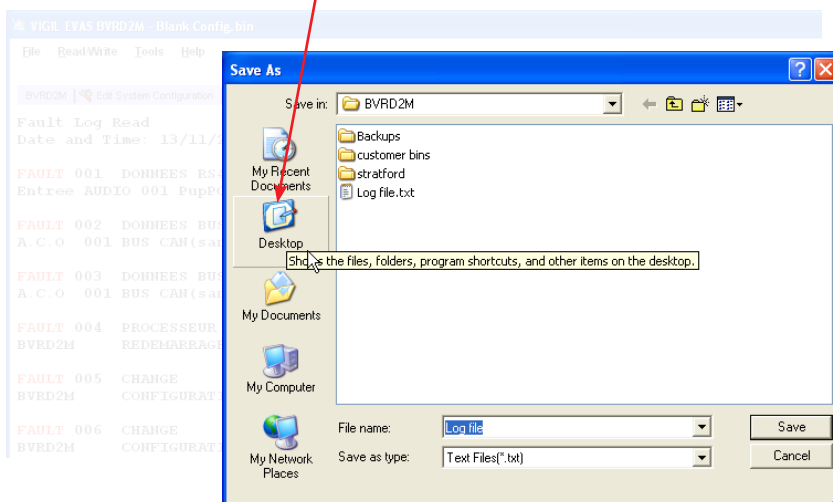 VIGIL EVAS BVRD2M - Blank Config.bin
File Read/Write Tools Help
BVRD2M Edit System Configuration
Fault Log Read
Date and Time: 13/11/2
FAULT 001 DONNEES RS
Entree AUDIO 001 PupPC
FAULT 002 DONNEES BUS
A.C.O 001 BUS CAN(sa
FAULT 003 DONNEES BUS
A.C.O 001 BUS CAN(sa
FAULT 004 PROCESSEUR
BVRD2M REDEMARRAGE
FAULT 005 CHANGE
BVRD2M CONFIGURATI
FAULT 006 CHANGE
BVRD2M CONFIGURATI
Save As
Save in: BVRD2M
My Recent Documents
Desktop
My Documents
My Computer
My Network Places
Backups
customer bins
stratford
Log file.txt
Shows the files, folders, program shortcuts, and other items on the desktop.
File name: Log file Save
Save as type: Text Files(*.txt) Cancel